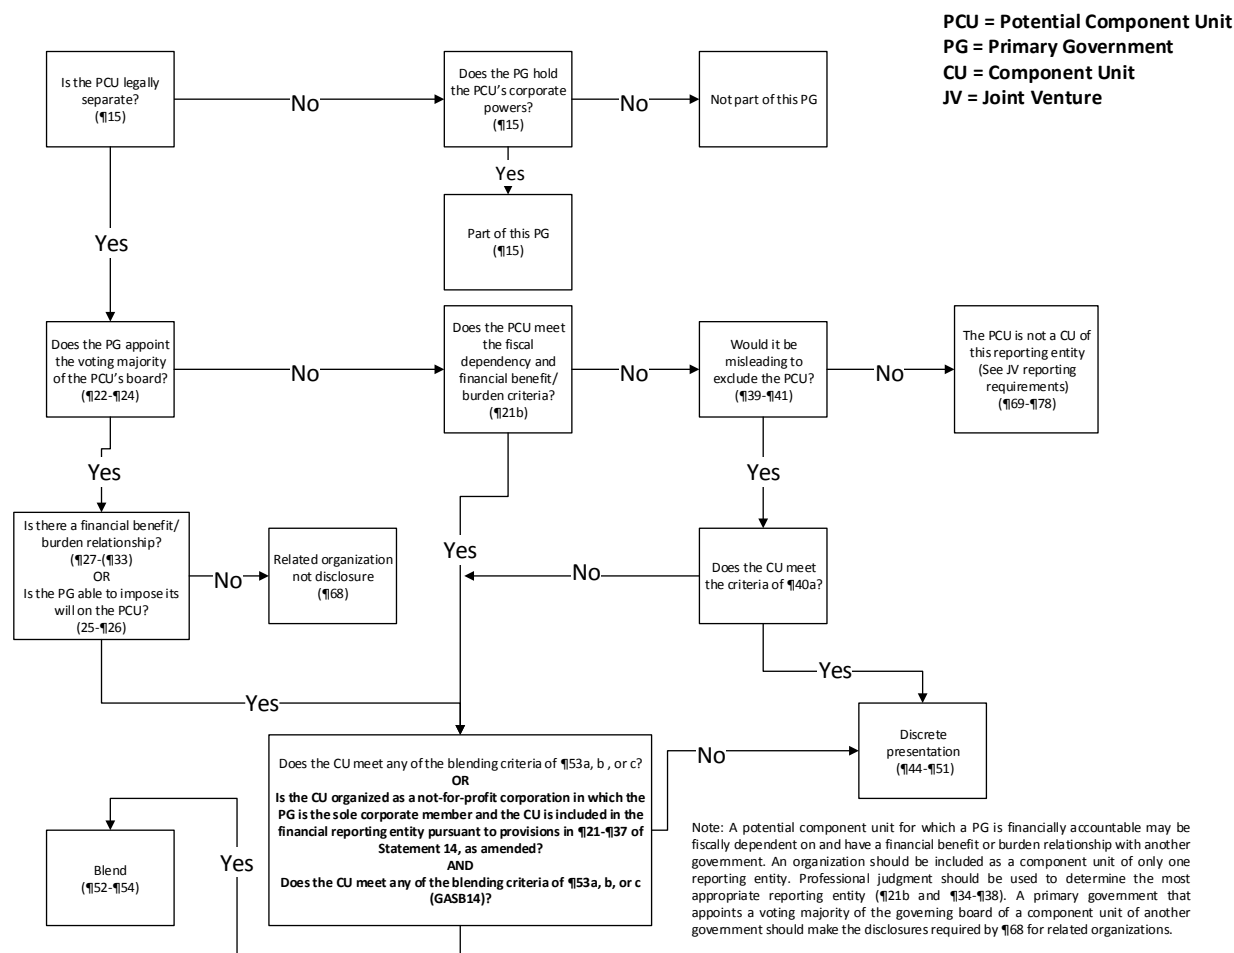 PCU = Potential Component Unit
PG = Primary Government
CU = Component Unit
JV = Joint Venture
Is the PCU legally
separate?
(¶15)
No
Does the PG hold
the PCU's corporate
powers?
(¶15)
No
Not part of this PG
Yes
Part of this PG
(¶15)
Yes
Does the PG appoint
the voting majority
of the PCU's board?
(¶22-¶24)
No
Does the PCU meet
the fiscal
dependency and
financial benefit/
burden criteria?
(¶21b)
No
Would it be
misleading to
exclude the PCU?
(¶39-¶41)
No
The PCU is not a CU of
this reporting entity
(See JV reporting
requirements)
(¶69-¶78)
Yes
Yes
Yes
Is there a financial benefit/
burden relationship?
(¶27-(¶33)
OR
Is the PG able to impose its
will on the PCU?
(25-¶26)
No
Related organization
not disclosure
(¶68)
No
Does the CU meet
the criteria of ¶40a?
Yes
Yes
Discrete
presentation
(¶44-¶51)
Does the CU meet any of the blending criteria of ¶53a, b , or c?
OR
Is the CU organized as a not-for-profit corporation in which the
PG is the sole corporate member and the CU is included in the
financial reporting entity pursuant to provisions in ¶21-¶37 of
Statement 14, as amended?
AND
Does the CU meet any of the blending criteria of ¶53a, b, or c
(GASB14)?
No
Yes
Blend
(¶52-¶54)
Note: A potential component unit for which a PG is financially accountable may be
fiscally dependent on and have a financial benefit or burden relationship with another
government. An organization should be included as a component unit of only one
reporting entity. Professional judgment should be used to determine the most
appropriate reporting entity (¶21b and ¶34-¶38). A primary government that
appoints a voting majority of the governing board of a component unit of another
government should make the disclosures required by ¶68 for related organizations.